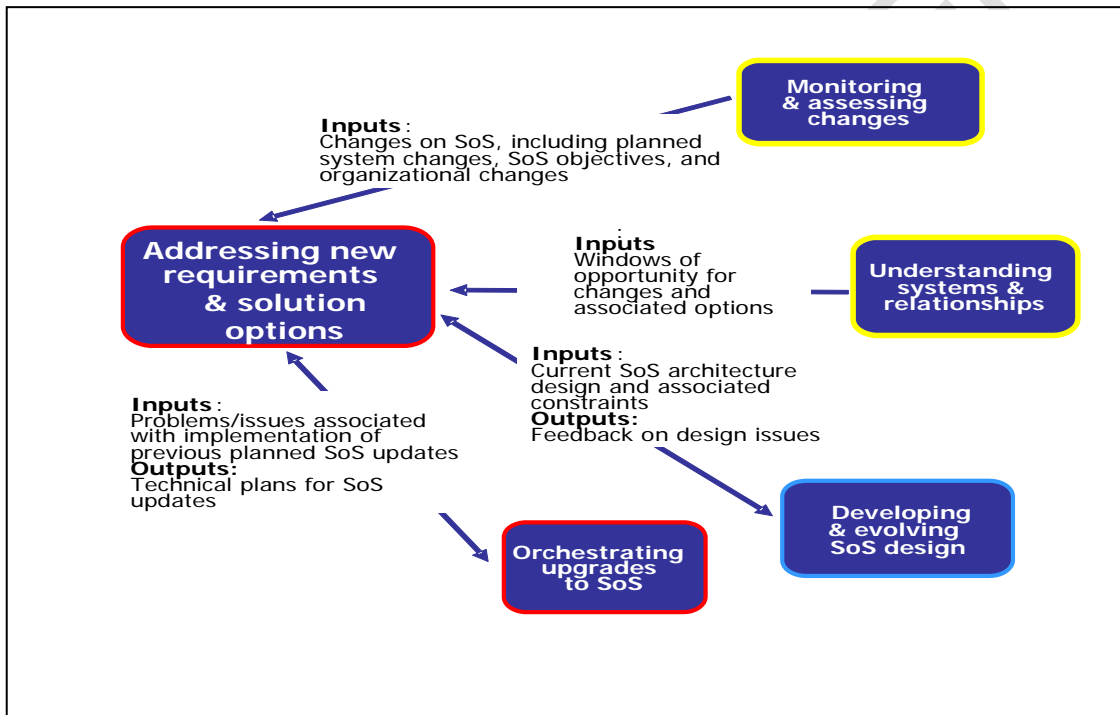 Monitoring
& assessing
changes
Inputs:
Changes on SoS, including planned
system changes, SoS objectives, and
organizational changes
Addressing new
requirements
& solution
options
:
Inputs
Windows of
opportunity for
changes and
associated options
Understanding
systems &
relationships
Inputs:
Current SoS architecture
design and associated
constraints
Outputs:
Feedback on design issues
Inputs:
Problems/issues associated
with implementation of
previous planned SoS updates
Outputs:
Technical plans for SoS
updates
Developing
& evolving
SoS design
Orchestrating
upgrades
to SoS